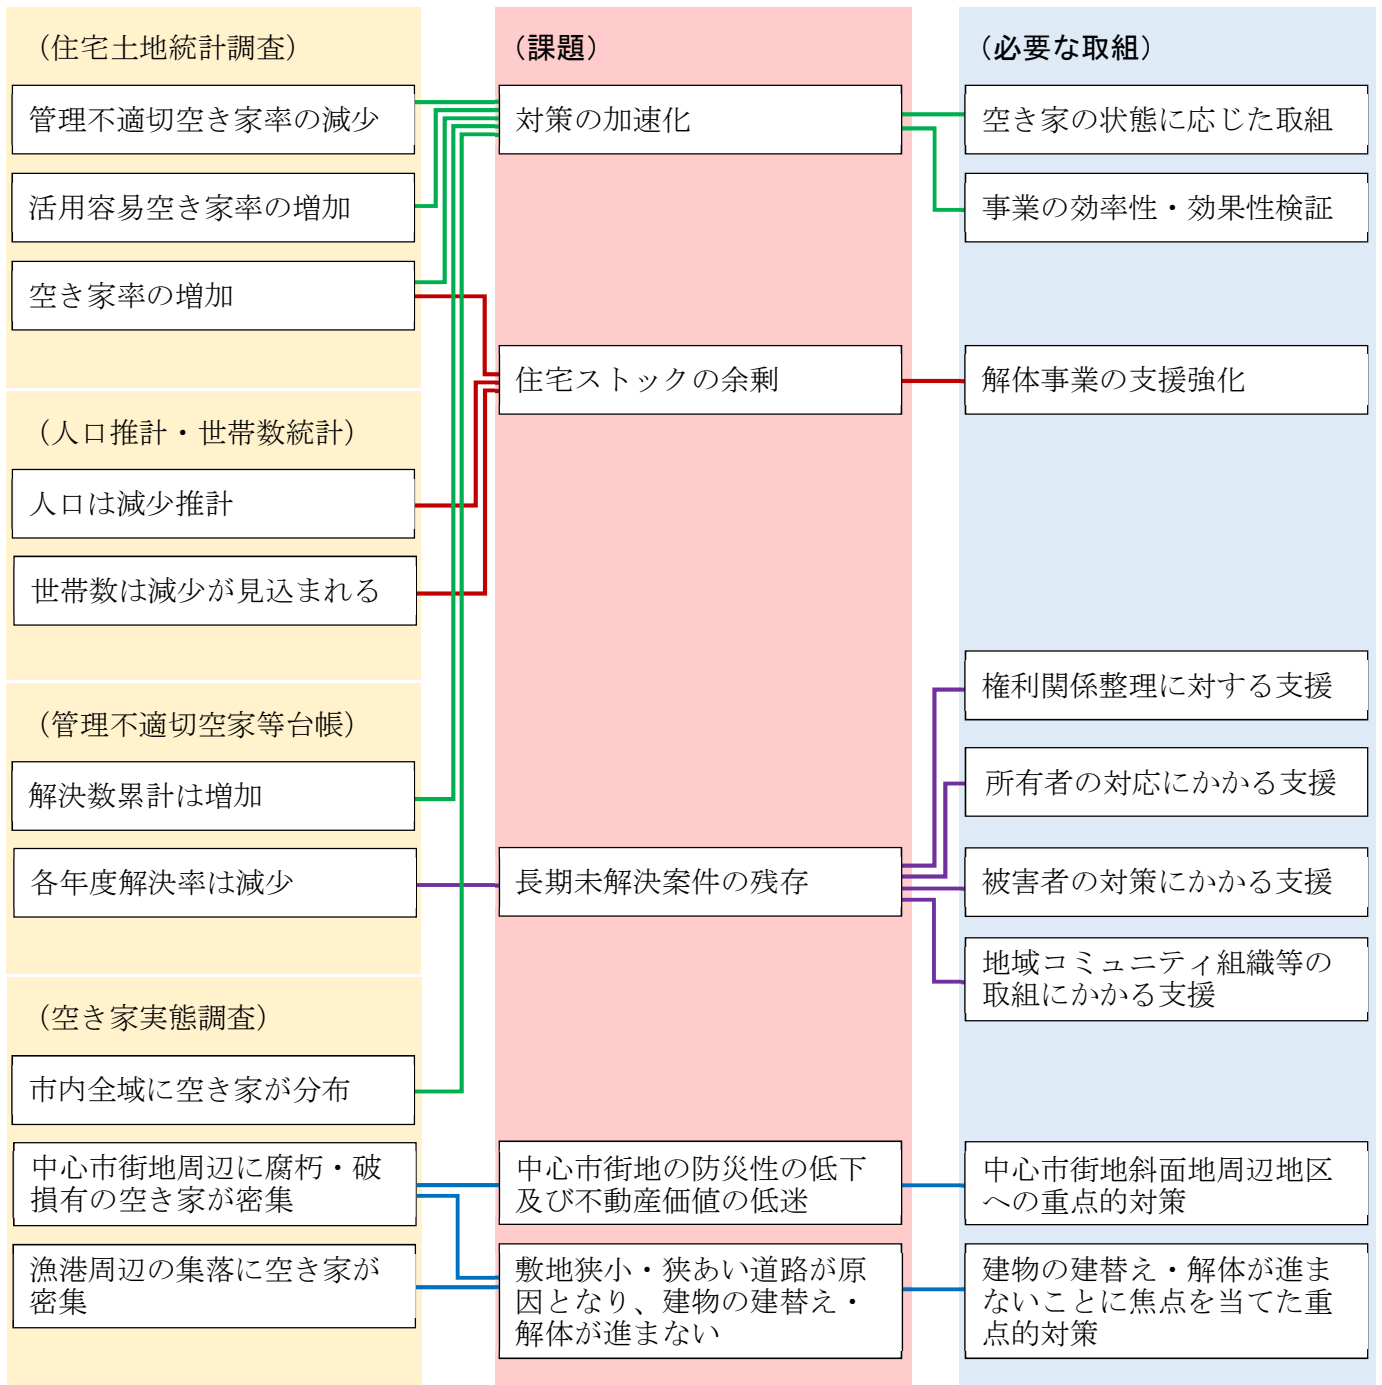 （住宅土地統計調査）
管理不適切空き家率の減少
活用容易空き家率の増加
空き家率の増加
（人口推計・世帯数統計）
人口は減少推計
世帯数は減少が見込まれる
（管理不適切空家等台帳）
解決数累計は増加
各年度解決率は減少
（空き家実態調査）
市内全域に空き家が分布
中心市街地周辺に腐朽・破
損有の空き家が密集
漁港周辺の集落に空き家が
密集
（課題）
対策の加速化
住宅ストックの余剰
長期未解決案件の残存
中心市街地の防災性の低下
及び不動産価値の低迷
敷地狭小・狭あい道路が原
因となり、建物の建替え・
解体が進まない
（必要な取組）
空き家の状態に応じた取組
事業の効率性・効果性検証
解体事業の支援強化
権利関係整理に対する支援
所有者の対応にかかる支援
被害者の対策にかかる支援
地域コミュニティ組織等の
取組にかかる支援
中心市街地斜面地周辺地区
への重点的対策
建物の建替え・解体が進ま
ないことに焦点を当てた重
点的対策